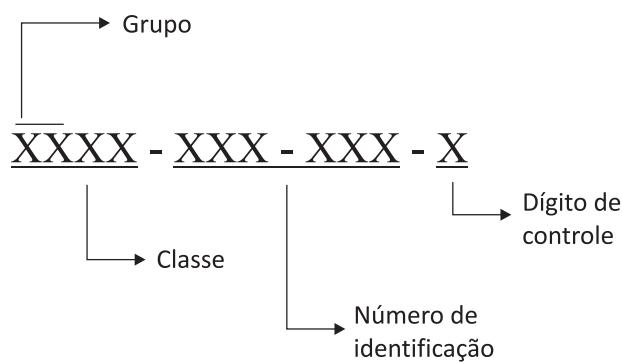 Grupo
XXXX - XXX - XXX - X
Dígito de
controle
Classe
Número de
identificação